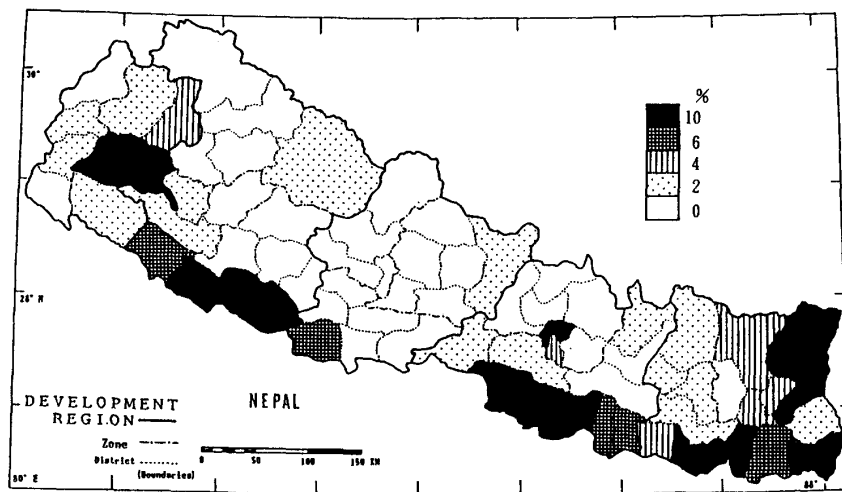 30°
%
10
6
4
2
0
28° N
DEVELOPMENT
REGION
NEPAL
Zone
District
(Boundaries)
0 50 100 150 KM
80° E
88°